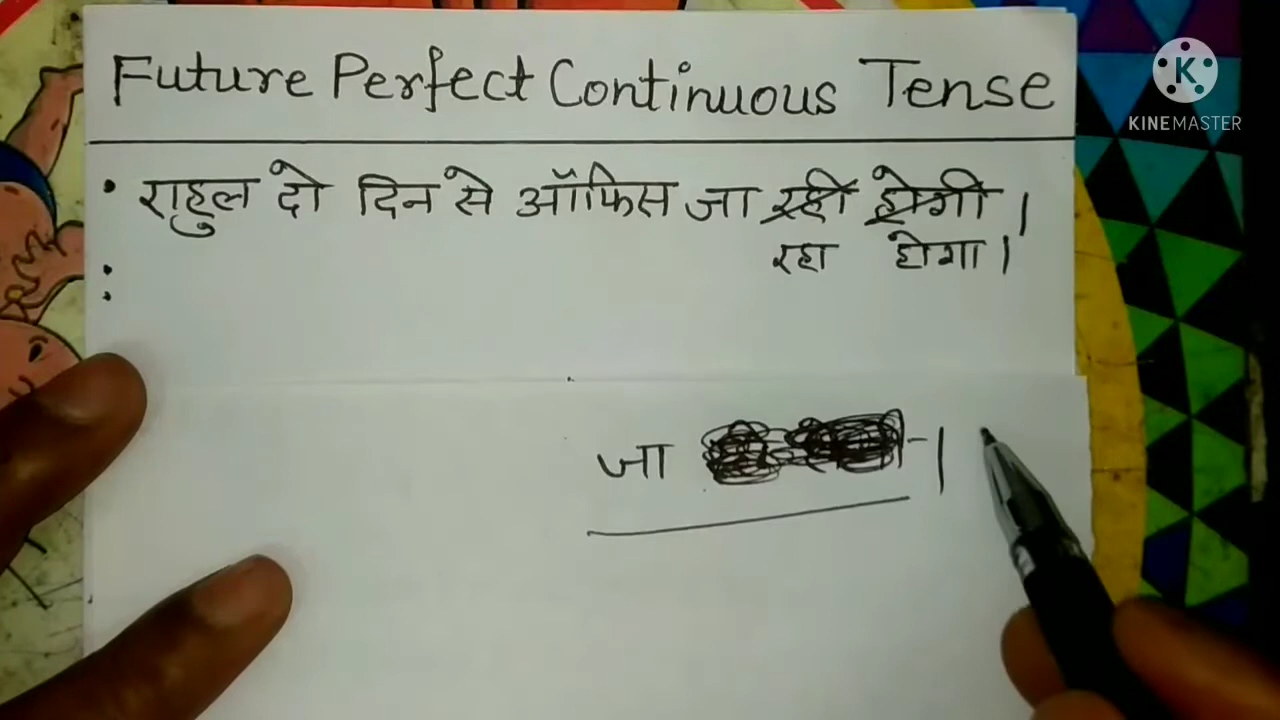 Future Perfect Continuous Tense
• राहुल दो दिन से ऑफिस जा रही होगी ।
रहा होगा ।
:
जा ।
K
KINEMASTER